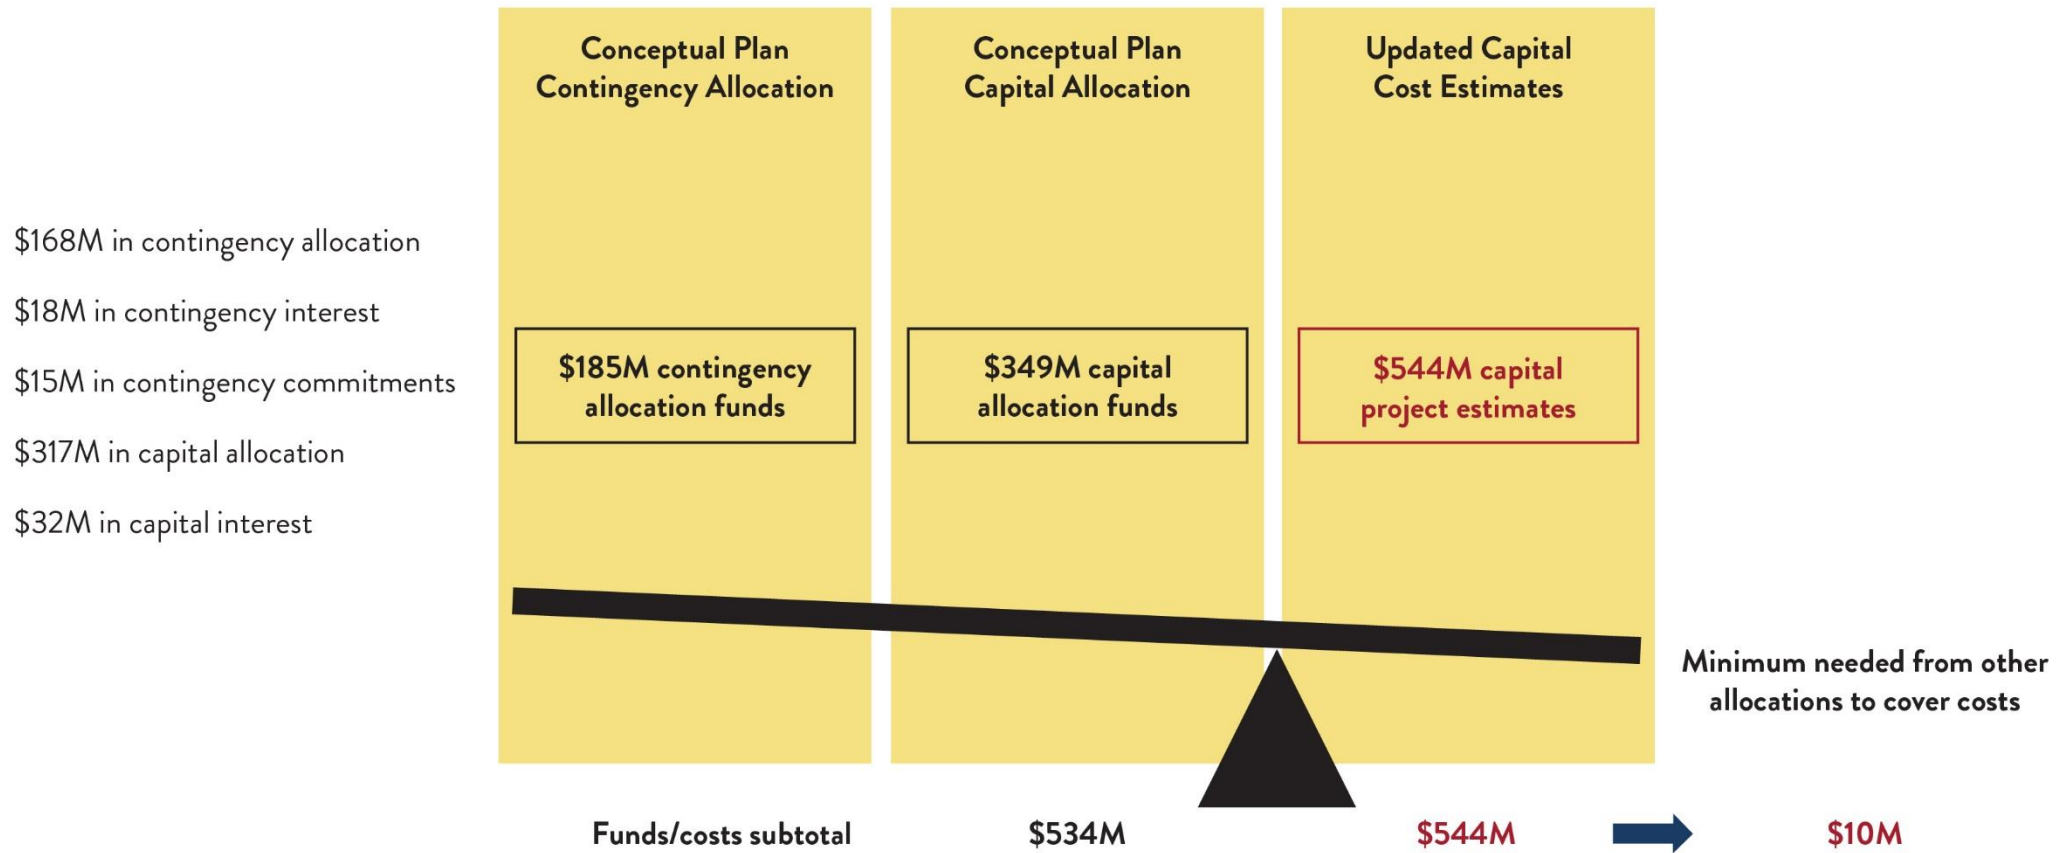 Conceptual Plan
Contingency Allocation
Conceptual Plan
Capital Allocation
Updated Capital
Cost Estimates
$168M in contingency allocation
$18M in contingency interest
$15M in contingency commitments
$317M in capital allocation
$32M in capital interest
$185M contingency
allocation funds
$349M capital
allocation funds
$544M capital
project estimates
Minimum needed from other
allocations to cover costs
Funds/costs subtotal
$534M
$544M
$10M